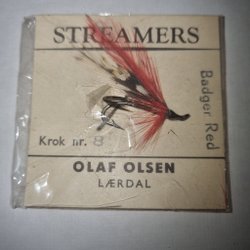 STREAMERS
Badger Red
Krok nr. 8
OLAF OLSEN
LÆRDAL